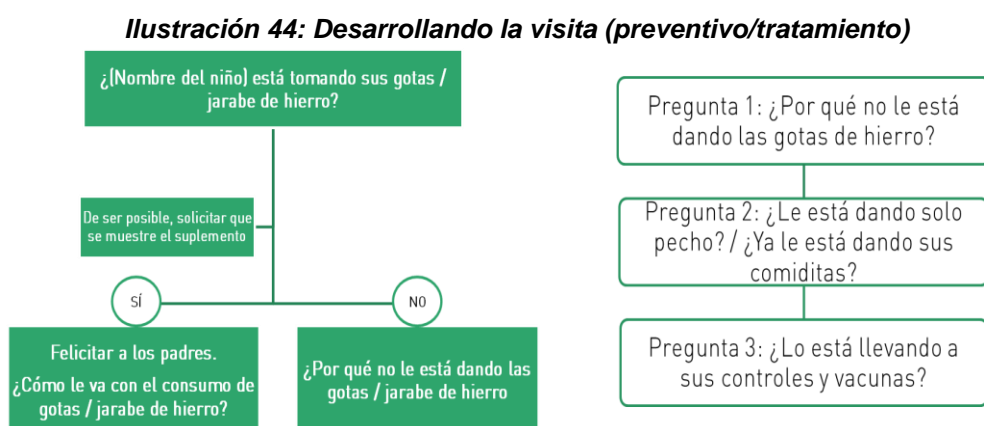 Ilustración 44: Desarrollando la visita (preventivo/tratamiento)
¿(Nombre del niño) está tomando sus gotas /
jarabe de hierro?
De ser posible, solicitar que
se muestre el suplemento
SÍ
NO
Felicitar a los padres.
¿Cómo le va con el consumo de
gotas / jarabe de hierro?
¿Por qué no le está dando las
gotas / jarabe de hierro
Pregunta 1: ¿Por qué no le está
dando las gotas de hierro?
Pregunta 2: ¿Le está dando solo
pecho? / ¿Ya le está dando sus
comiditas?
Pregunta 3: ¿Lo está llevando a
sus controles y vacunas?